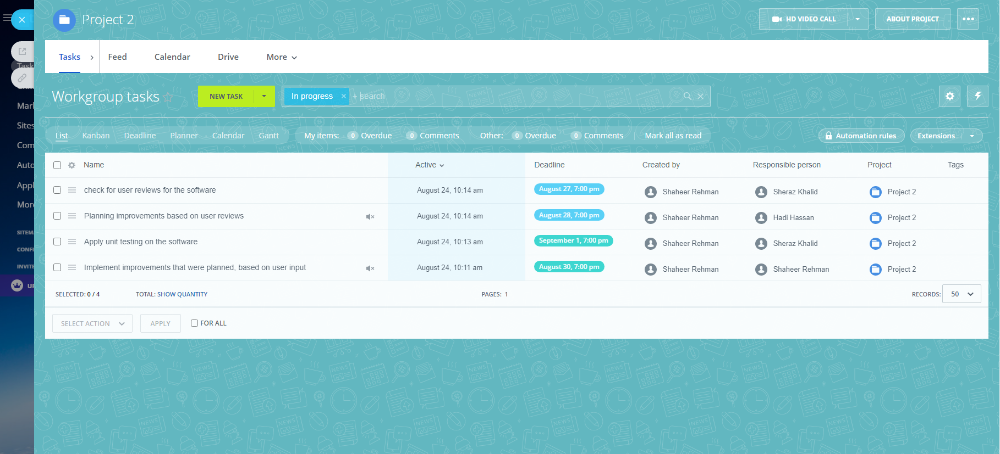 Project 2
HD VIDEO CALL
ABOUT PROJECT
Tasks
Feed
Calendar
Drive
More
Workgroup tasks
NEW TASK
In progress
+ search
List
Kanban
Deadline
Planner
Calendar
Gantt
My items:
0 Overdue
0 Comments
Other:
0 Overdue
0 Comments
Mark all as read
Automation rules
Extensions
Name
Active
Deadline
Created by
Responsible person
Project
Tags
check for user reviews for the software
August 24, 10:14 am
August 27, 7:00 pm
Shaheer Rehman
Sheraz Khalid
Project 2
Planning improvements based on user reviews
August 24, 10:14 am
August 28, 7:00 pm
Shaheer Rehman
Hadi Hassan
Project 2
Apply unit testing on the software
August 24, 10:13 am
September 1, 7:00 pm
Shaheer Rehman
Sheraz Khalid
Project 2
Implement improvements that were planned, based on user input
August 24, 10:11 am
August 30, 7:00 pm
Shaheer Rehman
Shaheer Rehman
Project 2
SELECTED: 0 / 4
TOTAL: SHOW QUANTITY
PAGES: 1
RECORDS: 50
SELECT ACTION
APPLY
FOR ALL
Task
Mark
Sites
Com
Auto
Appl
More
SITEM
CONFI
INVITE
UP
NEWS